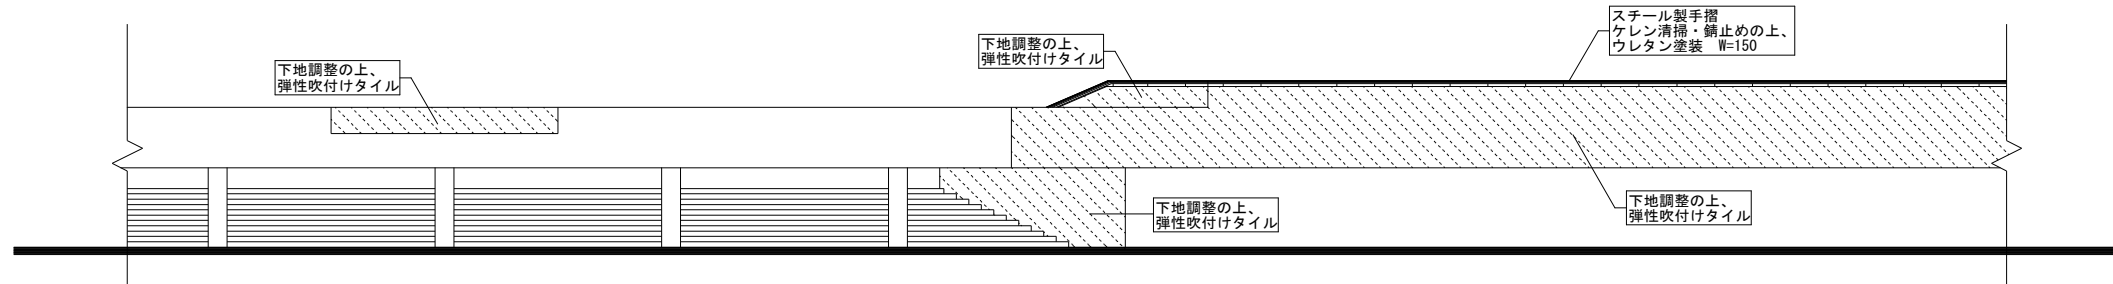 スチール製手摺
ケレン清掃・錆止めの上、
ウレタン塗装　W=150
下地調整の上、
弾性吹付けタイル
下地調整の上、
弾性吹付けタイル
下地調整の上、
弾性吹付けタイル
下地調整の上、
弾性吹付けタイル